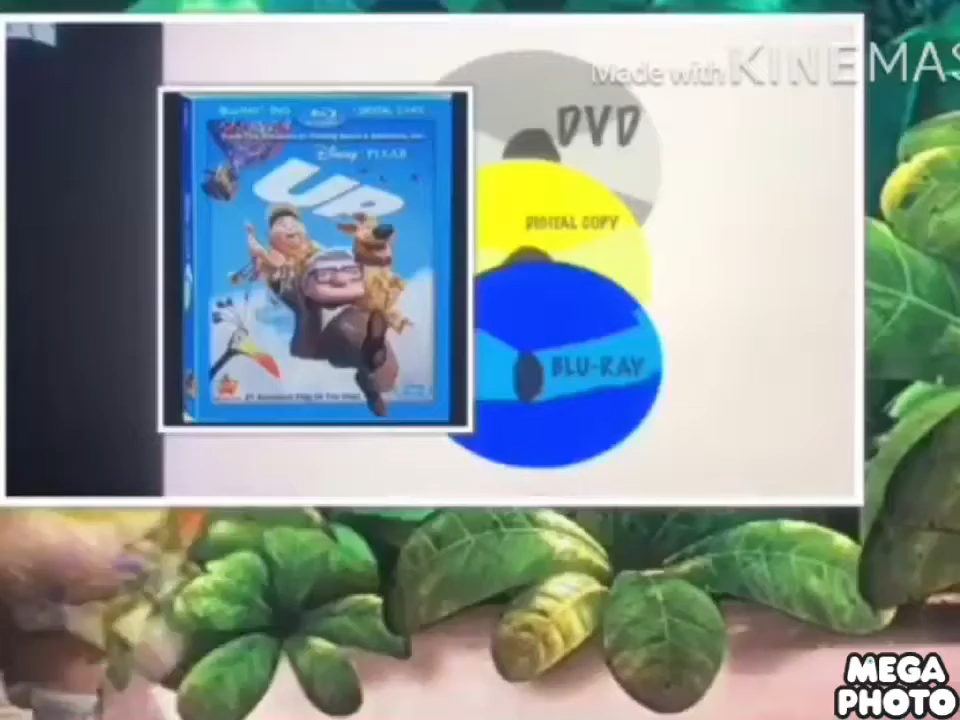 Made with KINEMAS
DVD
Blu-ray + DVD
DIGITAL COPY
Disney PIXAR
UP
DIGITAL COPY
BLU-RAY
MEGA
PHOTO